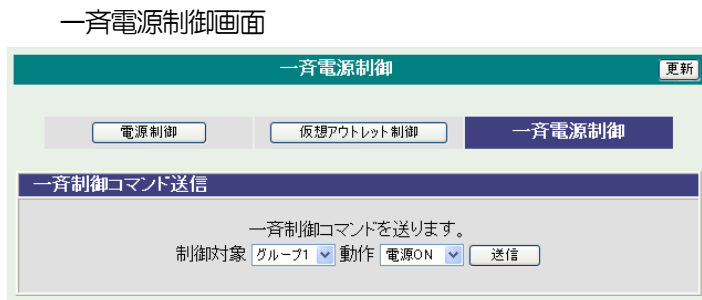 一斉電源制御画面
一斉電源制御 更新
電源制御 仮想アウトレット制御 一斉電源制御
一斉制御コマンド送信
一斉制御コマンドを送ります。
制御対象 グループ1 動作 電源ON 送信